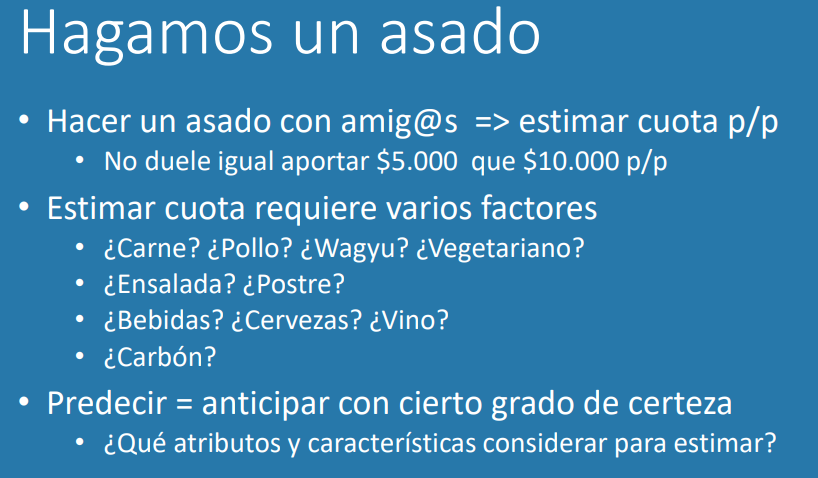 Hagamos un asado
• Hacer un asado con amig@s => estimar cuota p/p
• No duele igual aportar $5.000 que $10.000 p/p
• Estimar cuota requiere varios factores
• ¿Carne? ¿Pollo? ¿Wagyu? ¿Vegetariano?
• ¿Ensalada? ¿Postre?
• ¿Bebidas? ¿Cervezas? ¿Vino?
• ¿Carbón?
• Predecir = anticipar con cierto grado de certeza
• ¿Qué atributos y características considerar para estimar?